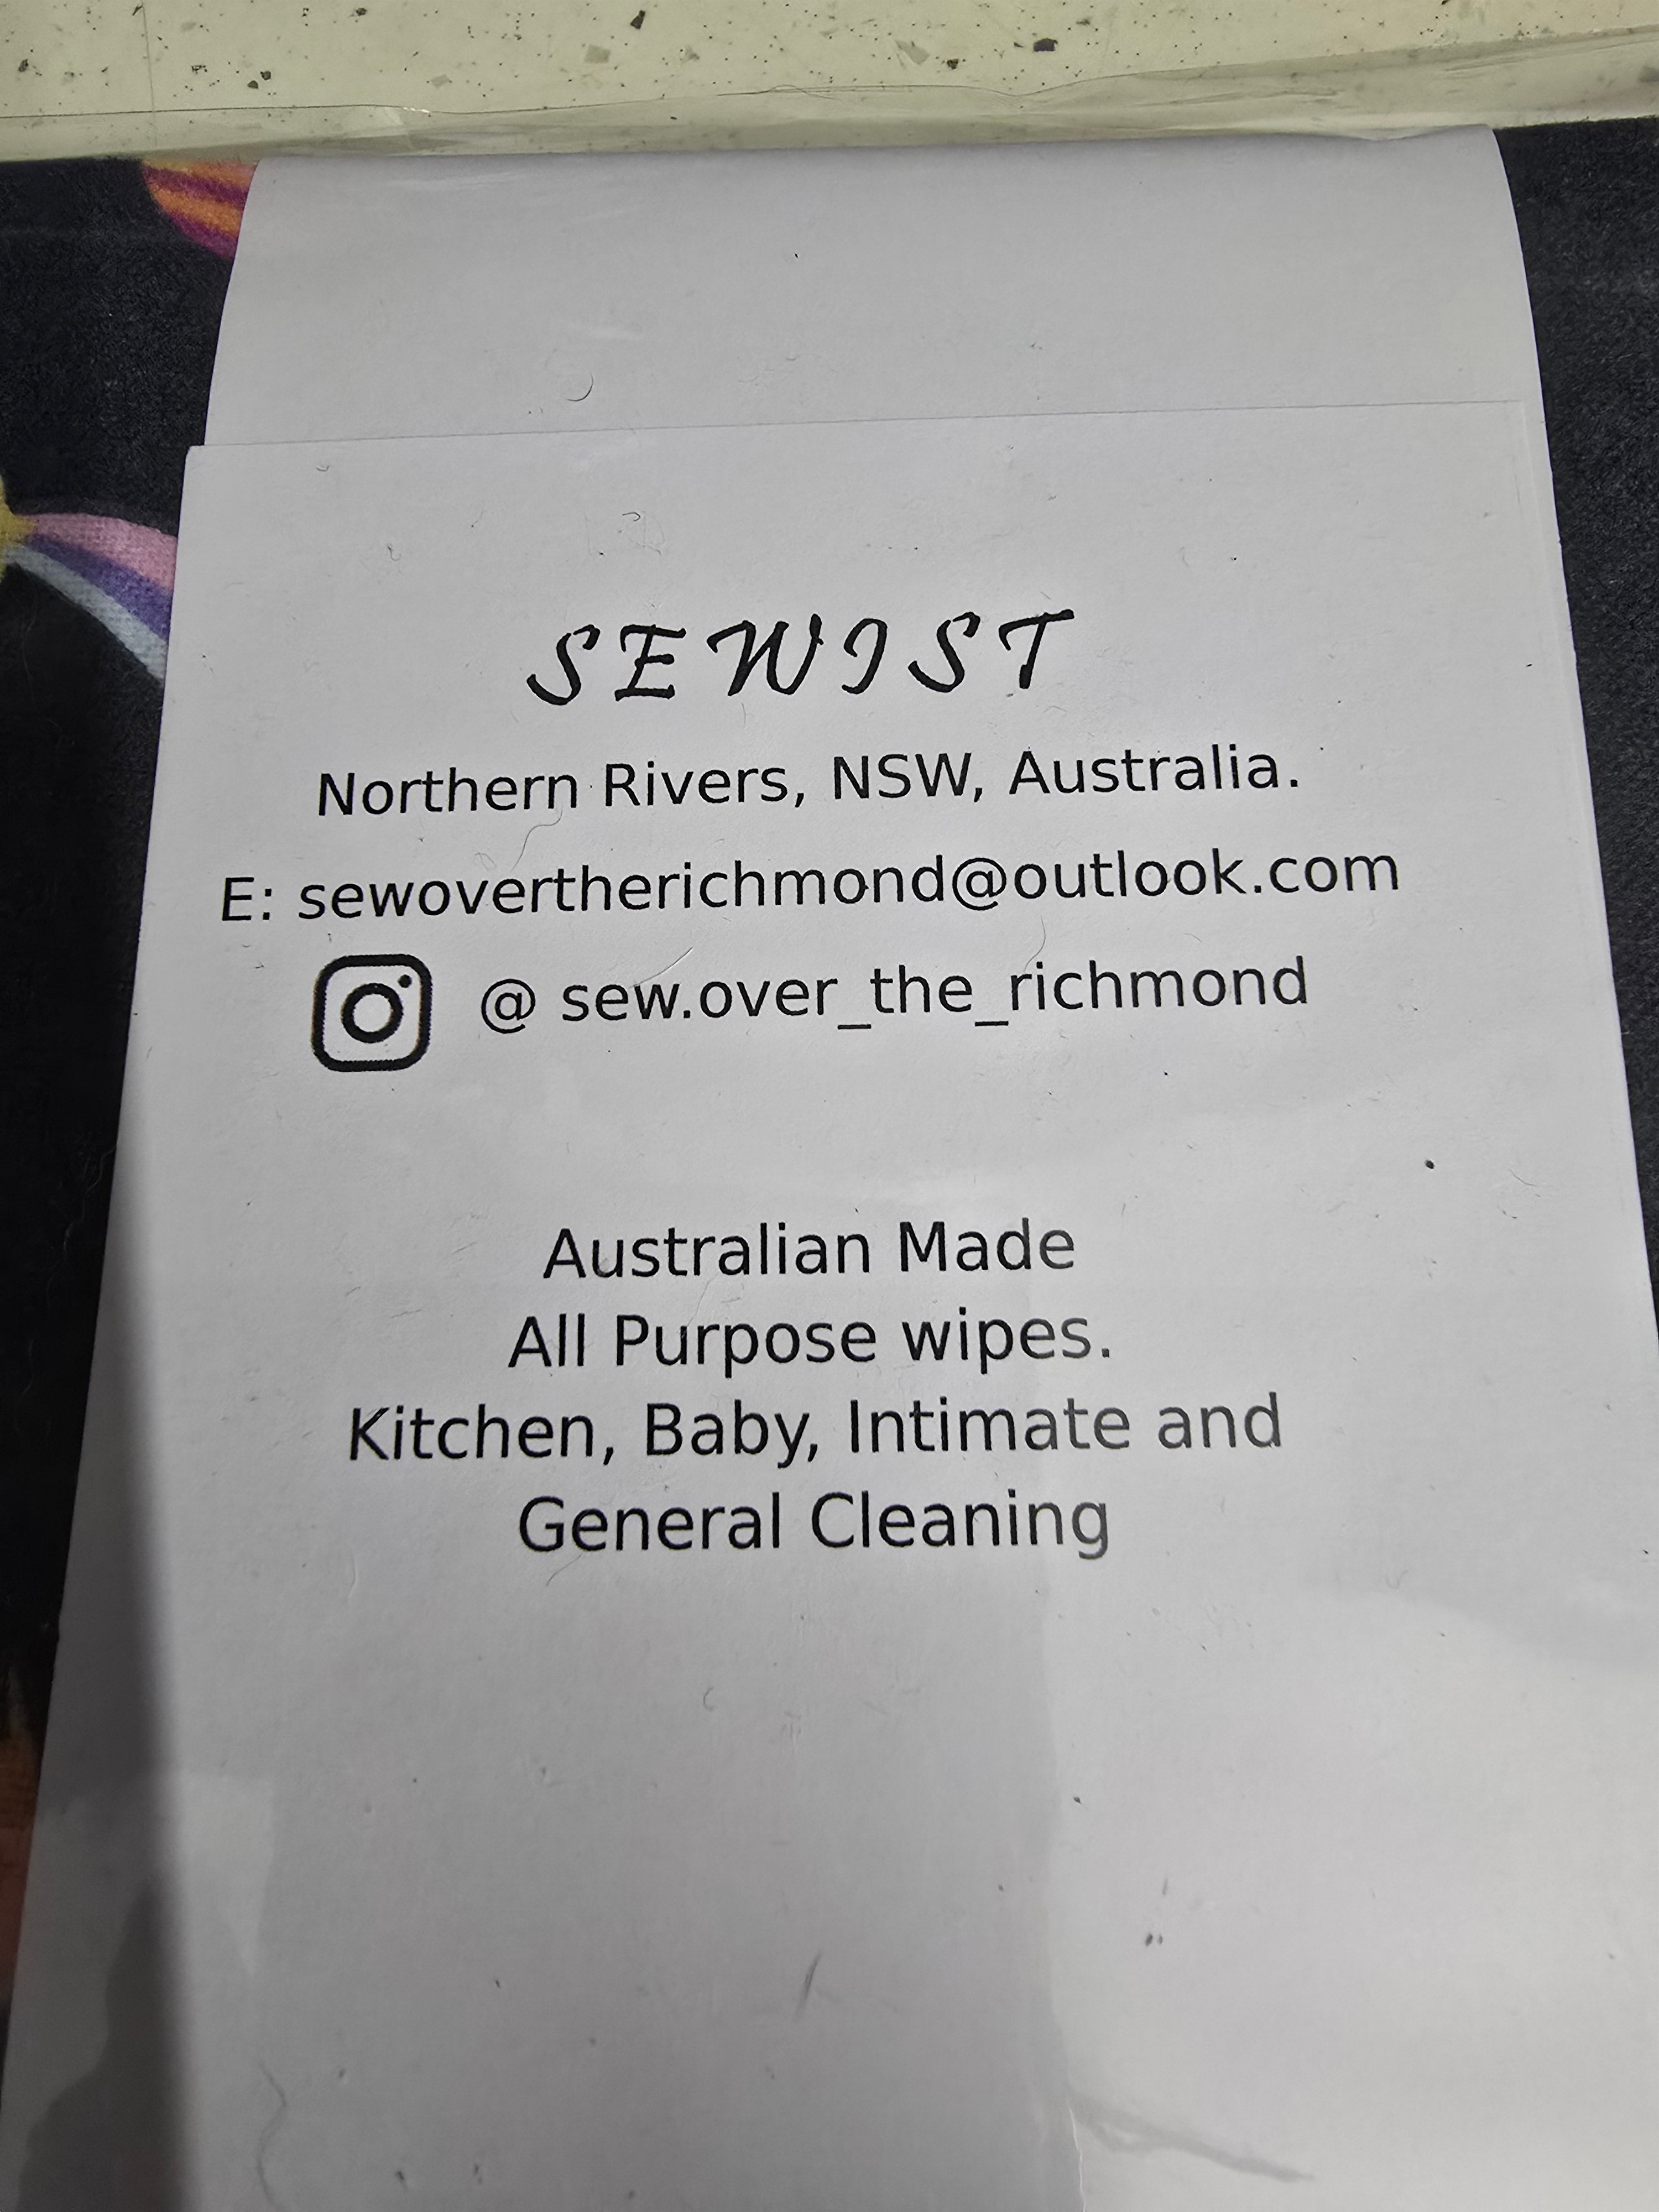 SEWIST
Northern Rivers, NSW, Australia.
E: sewovertherichmond@outlook.com
@ sew.over_the_richmond
Australian Made
All Purpose wipes.
Kitchen, Baby, Intimate and
General Cleaning